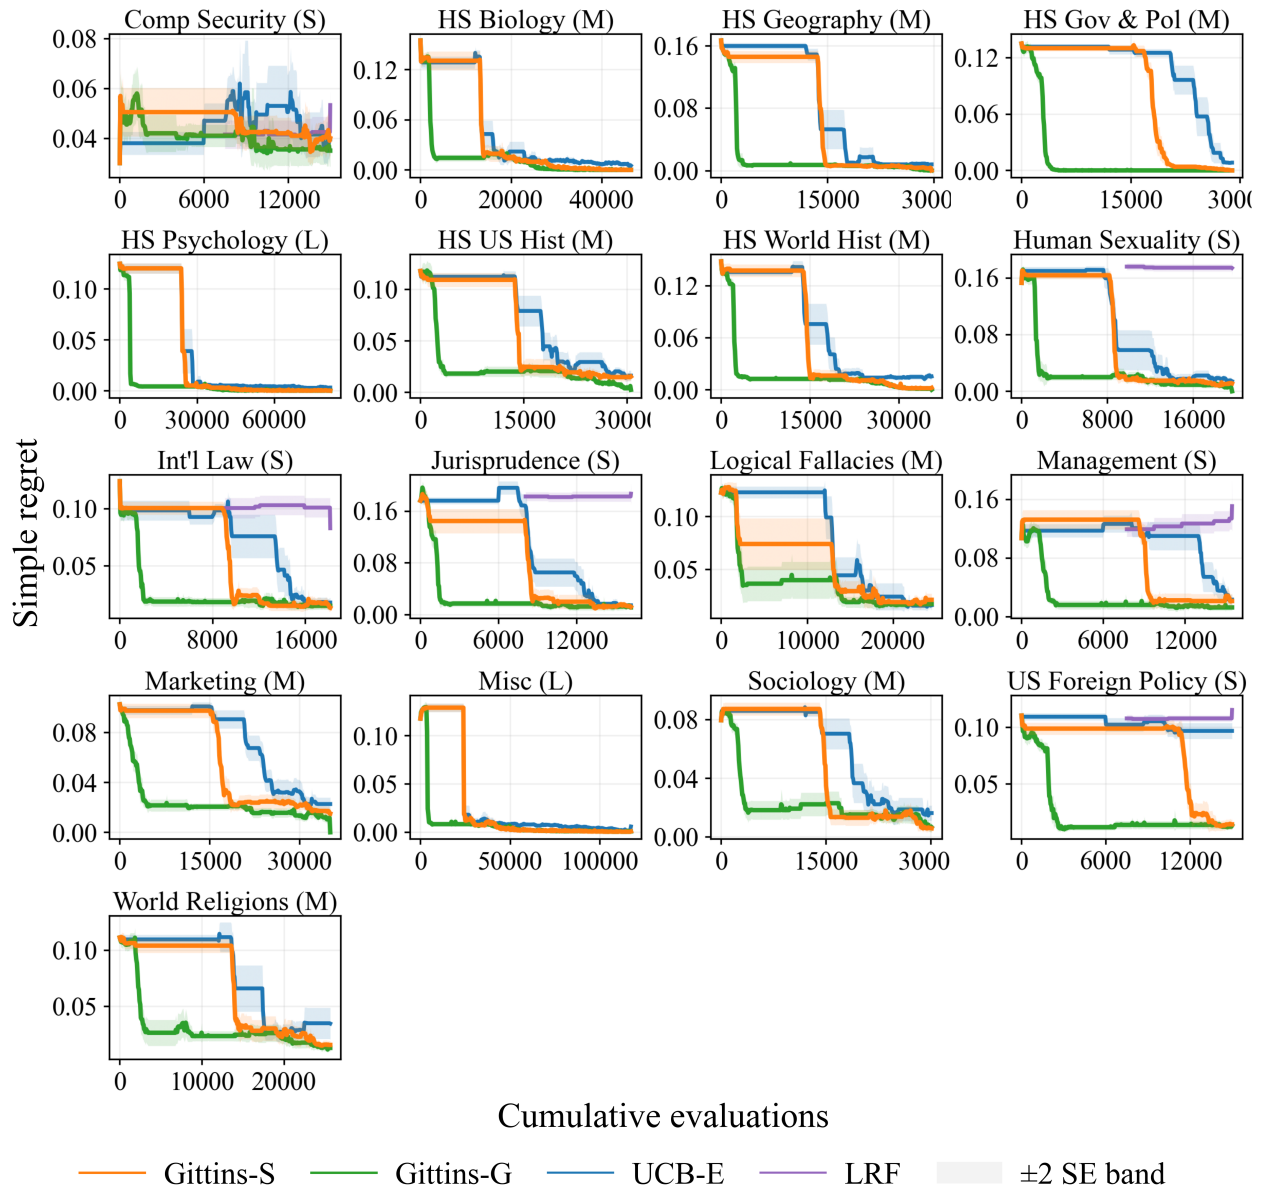 Comp Security (S)
HS Biology (M)
HS Geography (M)
HS Gov & Pol (M)
0.08
0.06
0.04
0 6000 12000
0.12
0.06
0.00
0 20000 40000
0.16
0.08
0.00
0 15000 3000
0.12
0.06
0.00
0 15000 3000
HS Psychology (L)
HS US Hist (M)
HS World Hist (M)
Human Sexuality (S)
0.10
0.05
0.00
0 30000 60000
0.10
0.05
0.00
0 15000 3000
0.12
0.06
0.00
0 15000 30000
0.16
0.08
0.00
0 8000 16000
Simple regret
Int'l Law (S)
Jurisprudence (S)
Logical Fallacies (M)
Management (S)
0.10
0.05
0 8000 16000
0.16
0.08
0.00
0 6000 12000
0.10
0.05
0 10000 20000
0.16
0.08
0.00
0 6000 12000
Marketing (M)
Misc (L)
Sociology (M)
US Foreign Policy (S)
0.08
0.04
0.00
0 15000 30000
0.10
0.05
0.00
0 50000 100000
0.08
0.04
0.00
0 15000 3000
0.10
0.05
0 6000 12000
World Religions (M)
0.10
0.05
0 10000 20000
Cumulative evaluations
Gittins-S Gittins-G UCB-E LRF ±2 SE band